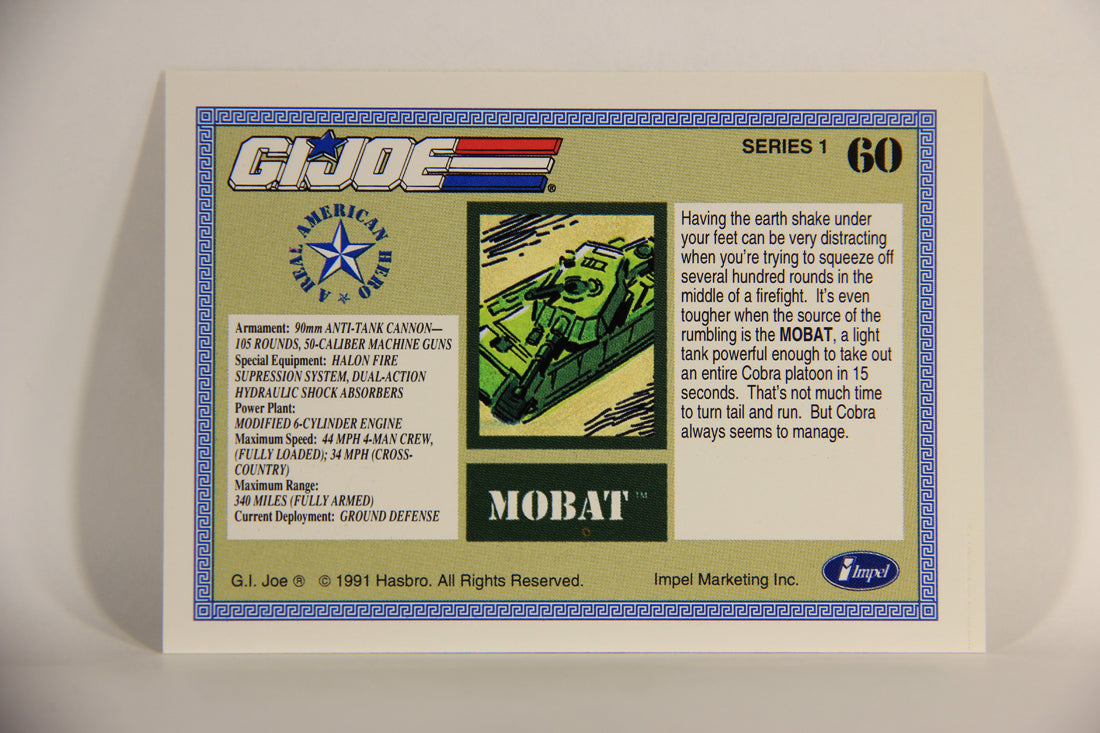 G.I. JOE ®
SERIES 1 60
A REAL AMERICAN HERO
Armament: 90mm ANTI-TANK CANNON—
105 ROUNDS, 50-CALIBER MACHINE GUNS
Special Equipment: HALON FIRE
SUPRESSION SYSTEM, DUAL-ACTION
HYDRAULIC SHOCK ABSORBERS
Power Plant:
MODIFIED 6-CYLINDER ENGINE
Maximum Speed: 44 MPH 4-MAN CREW,
(FULLY LOADED); 34 MPH (CROSS-
COUNTRY)
Maximum Range:
340 MILES (FULLY ARMED)
Current Deployment: GROUND DEFENSE
MOBAT™
Having the earth shake under
your feet can be very distracting
when you're trying to squeeze off
several hundred rounds in the
middle of a firefight. It's even
tougher when the source of the
rumbling is the MOBAT, a light
tank powerful enough to take out
an entire Cobra platoon in 15
seconds. That's not much time
to turn tail and run. But Cobra
always seems to manage.
G.I. Joe ® © 1991 Hasbro. All Rights Reserved.
Impel Marketing Inc.
Impel